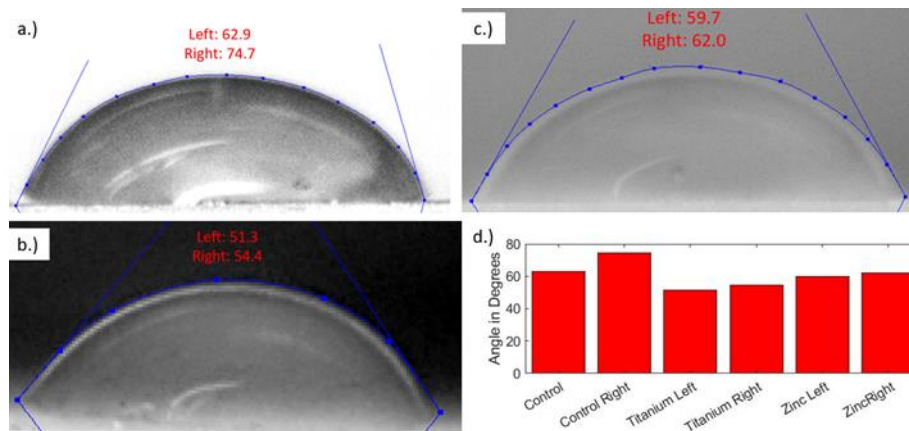 a.)
Left: 62.9
Right: 74.7
c.)
Left: 59.7
Right: 62.0
b.)
Left: 51.3
Right: 54.4
d.)
80
60
40
20
0
Angle in Degrees
Control
Control Right
Titanium Left
Titanium Right
Zinc Left
ZincRight